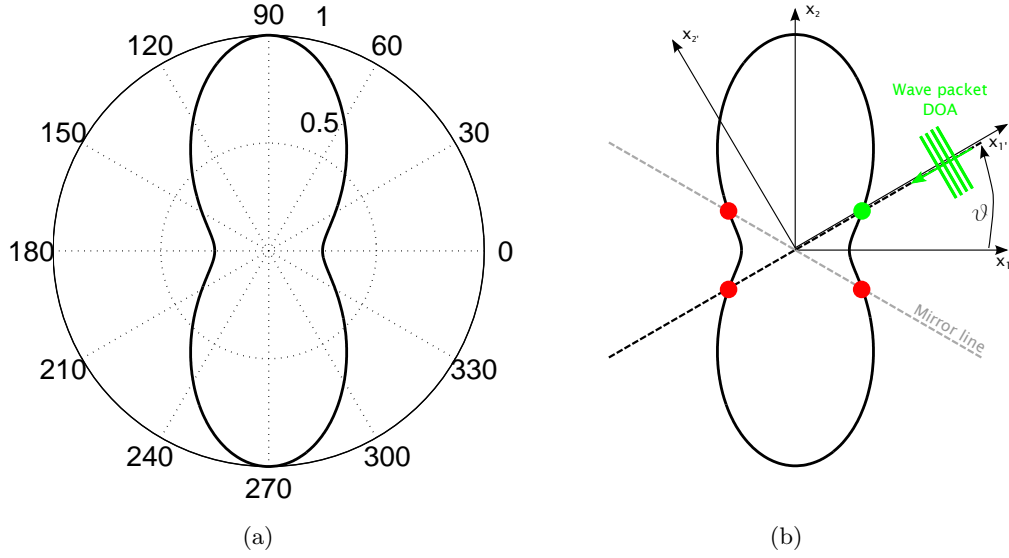 90
1
120
60
0.5
150
30
180
0
210
330
240
300
270
(a)
x₂
x₂'
Wave packet
DOA
x₁'
ϑ
x₁
Mirror line
(b)